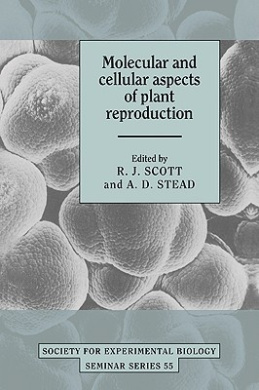 Molecular and
cellular aspects
of plant
reproduction
Edited by
R. J. SCOTT
and A. D. STEAD
SOCIETY FOR EXPERIMENTAL BIOLOGY
SEMINAR SERIES 55